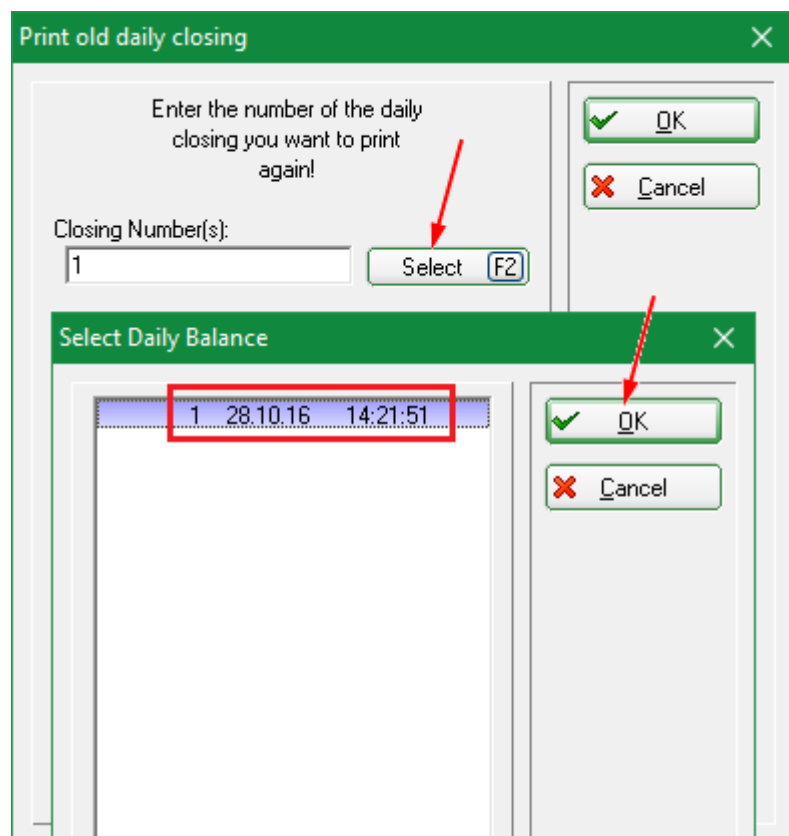 Print old daily closing
Enter the number of the daily
closing you want to print
again!
OK
Cancel
Closing Number(s):
1
Select F2
Select Daily Balance
1 28.10.16 14:21:51
OK
Cancel